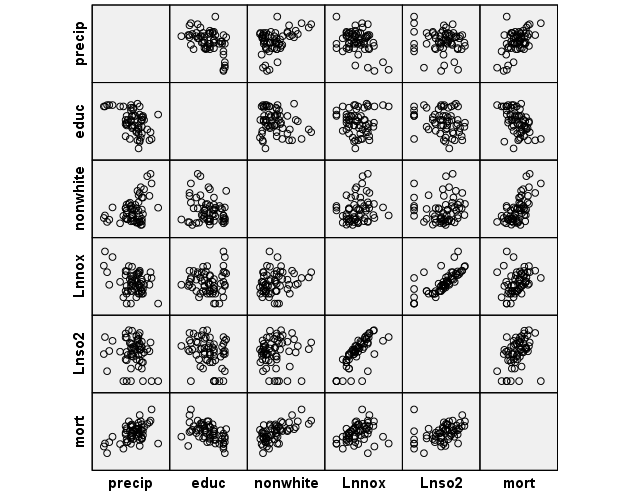 precip
educ
nonwhite
Lnnox
Lnso2
mort
precip educ nonwhite Lnnox Lnso2 mort